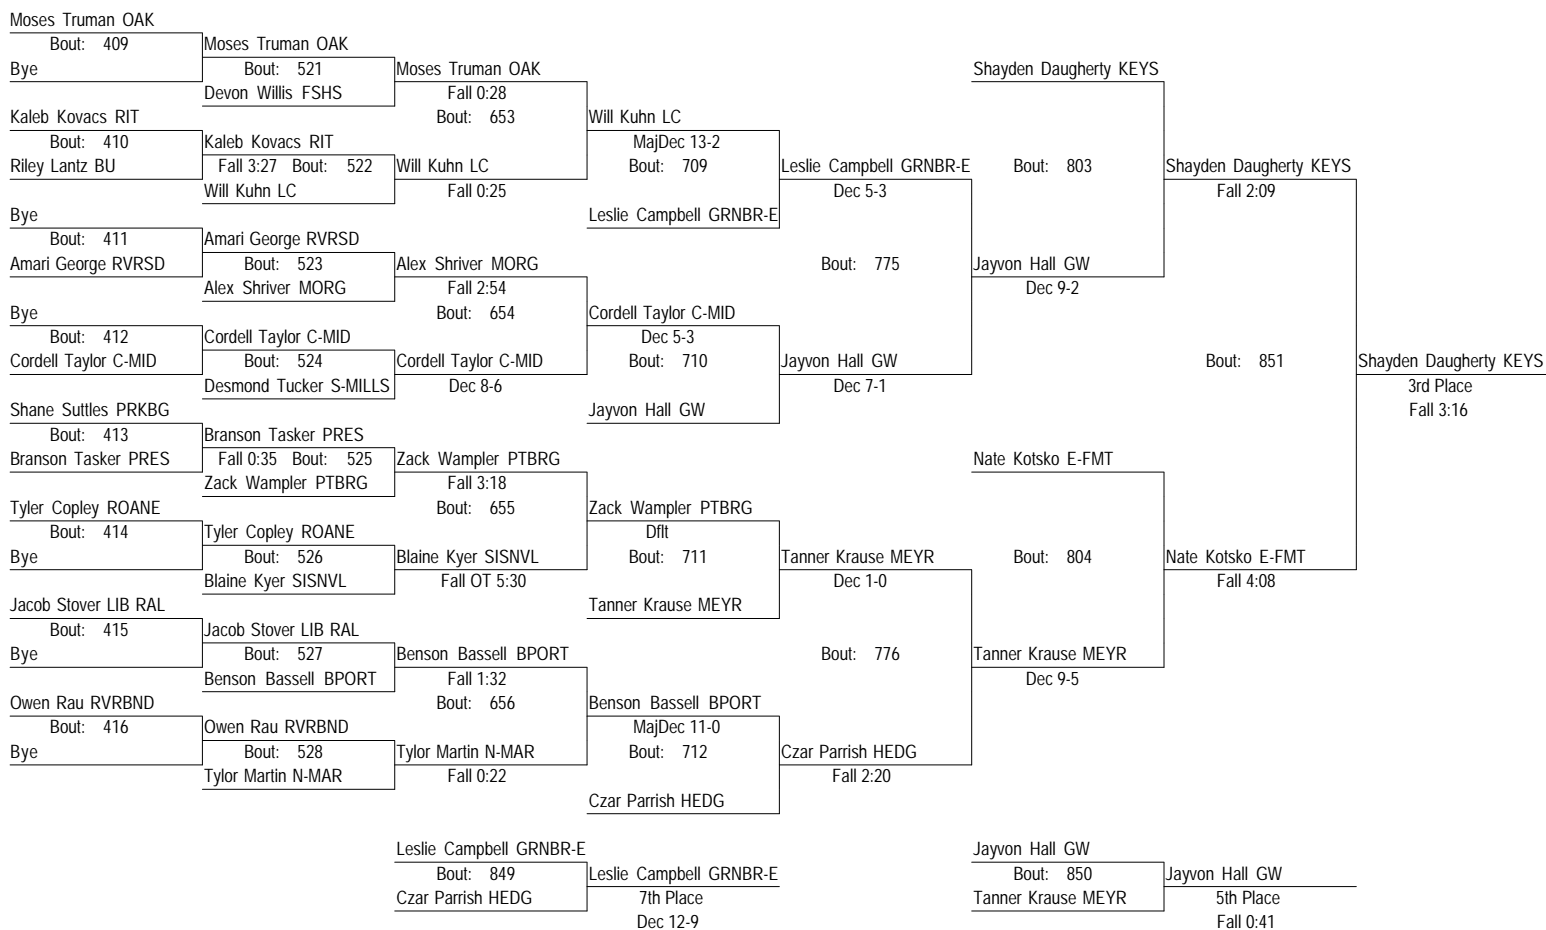 Moses Truman OAK
Bout: 409
Moses Truman OAK
Bye
Bout: 521
Moses Truman OAK
Shayden Daugherty KEYS
Devon Willis FSHS
Fall 0:28
Kaleb Kovacs RIT
Bout: 653
Will Kuhn LC
Bout: 410
Kaleb Kovacs RIT
MajDec 13-2
Riley Lantz BU
Fall 3:27 Bout: 522
Will Kuhn LC
Bout: 709
Leslie Campbell GRNBR-E
Bout: 803
Shayden Daugherty KEYS
Will Kuhn LC
Fall 0:25
Dec 5-3
Fall 2:09
Bye
Leslie Campbell GRNBR-E
Bout: 411
Amari George RVRSD
Amari George RVRSD
Bout: 523
Alex Shriver MORG
Bout: 775
Jayvon Hall GW
Alex Shriver MORG
Fall 2:54
Dec 9-2
Bye
Bout: 654
Cordell Taylor C-MID
Bout: 412
Cordell Taylor C-MID
Dec 5-3
Cordell Taylor C-MID
Bout: 524
Cordell Taylor C-MID
Bout: 710
Jayvon Hall GW
Bout: 851
Shayden Daugherty KEYS
Desmond Tucker S-MILLS
Dec 8-6
Dec 7-1
3rd Place
Shane Suttles PRKBG
Jayvon Hall GW
Fall 3:16
Bout: 413
Branson Tasker PRES
Branson Tasker PRES
Fall 0:35 Bout: 525
Zack Wampler PTBRG
Nate Kotsko E-FMT
Zack Wampler PTBRG
Fall 3:18
Tyler Copley ROANE
Bout: 655
Zack Wampler PTBRG
Bout: 414
Tyler Copley ROANE
Dflt
Bye
Bout: 526
Blaine Kyer SISNVL
Bout: 711
Tanner Krause MEYR
Bout: 804
Nate Kotsko E-FMT
Blaine Kyer SISNVL
Fall OT 5:30
Dec 1-0
Fall 4:08
Jacob Stover LIB RAL
Tanner Krause MEYR
Bout: 415
Jacob Stover LIB RAL
Bye
Bout: 527
Benson Bassell BPORT
Bout: 776
Tanner Krause MEYR
Benson Bassell BPORT
Fall 1:32
Dec 9-5
Owen Rau RVRBND
Bout: 656
Benson Bassell BPORT
Bout: 416
Owen Rau RVRBND
MajDec 11-0
Bye
Bout: 528
Tylor Martin N-MAR
Bout: 712
Czar Parrish HEDG
Tylor Martin N-MAR
Fall 0:22
Fall 2:20
Czar Parrish HEDG
Leslie Campbell GRNBR-E
Jayvon Hall GW
Bout: 849
Leslie Campbell GRNBR-E
Bout: 850
Jayvon Hall GW
Czar Parrish HEDG
7th Place
Tanner Krause MEYR
5th Place
Dec 12-9
Fall 0:41